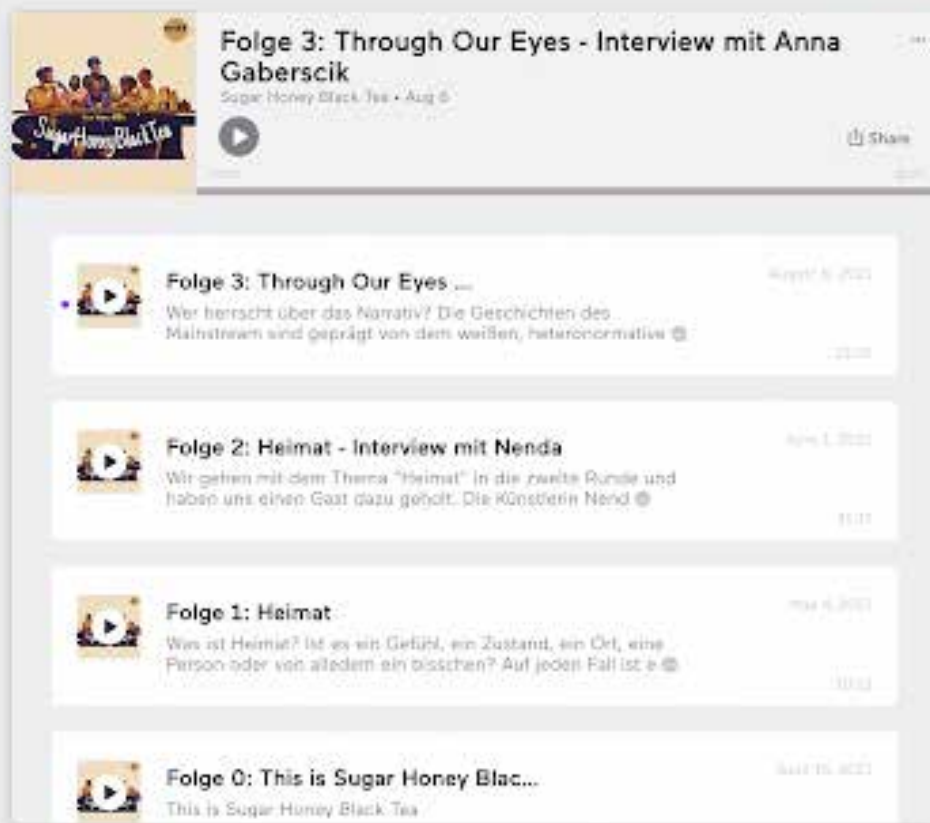 Folge 3: Through Our Eyes - Interview mit Anna
Gaberscik
Sugar Honey Black Tea • Aug 6
SugarHoneyBlackTea
Share
Folge 3: Through Our Eyes ...
Wer herrscht über das Narrativ? Die Geschichten des
Mainstream sind geprägt von dem weißen, heteronormative
Folge 2: Heimat - Interview mit Nenda
Wir gehen mit dem Thema "Heimat" in die zweite Runde und
haben uns einen Gast dazu geholt. Die Künstlerin Nend
Folge 1: Heimat
Was ist Heimat? Ist es ein Gefühl, ein Zustand, ein Ort, eine
Person oder von alledem ein bisschen? Auf jeden Fall ist e
Folge 0: This is Sugar Honey Blac...
This is Sugar Honey Black Tea